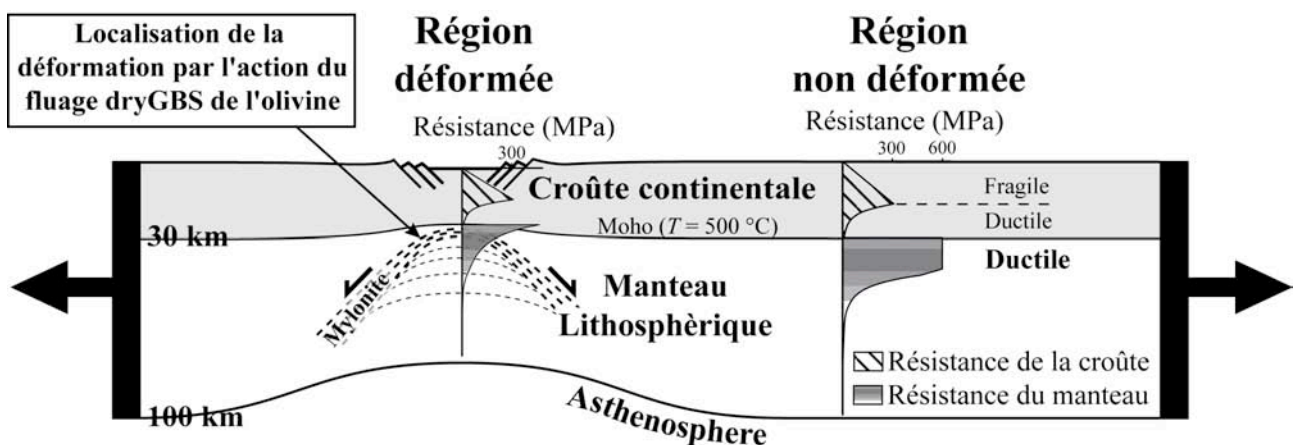 Localisation de la
déformation par l'action du
fluage dryGBS de l'olivine
Région
déformée
Résistance (MPa)
300
Région
non déformée
Résistance (MPa)
300 600
Croûte continentale
Moho (T = 500 °C)
Fragile
Ductile
30 km
Ductile
Mylonite
Manteau
Lithosphèrique
Résistance de la croûte
Résistance du manteau
100 km
Asthenosphere